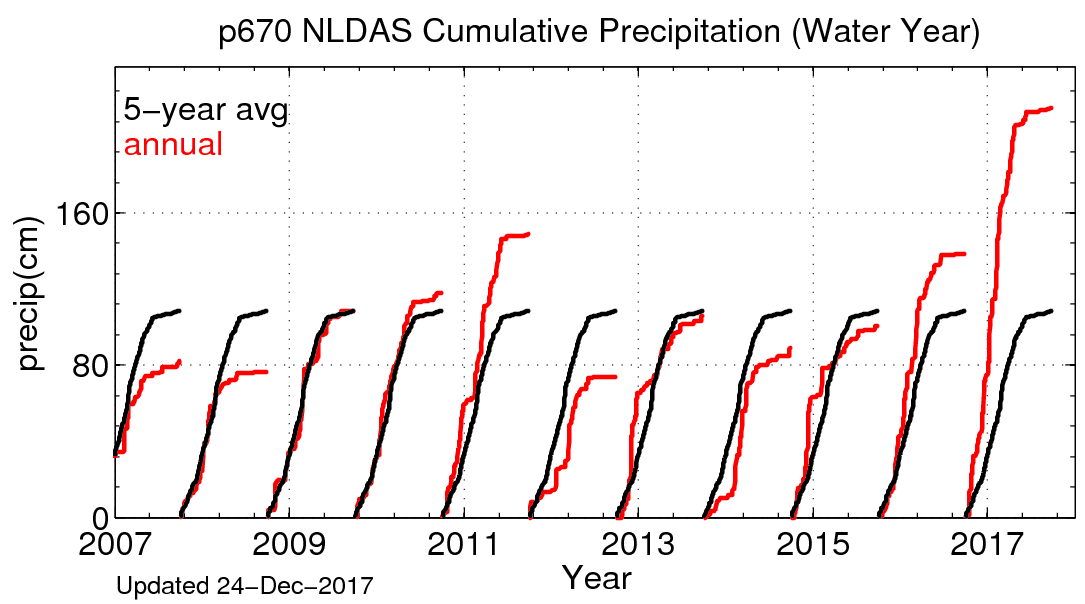 p670 NLDAS Cumulative Precipitation (Water Year)
5−year avg
annual
160
80
0
precip(cm)
2007 2009 2011 2013 2015 2017
Year
Updated 24−Dec−2017